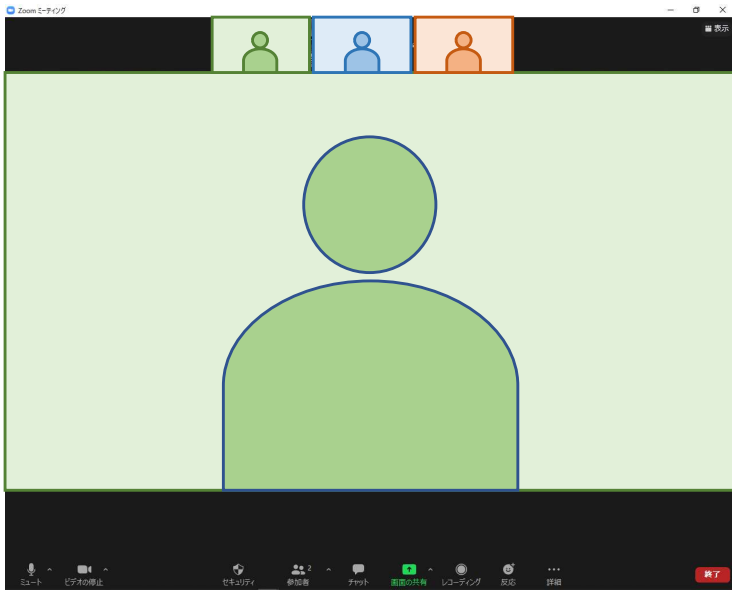 Zoom ミーティング
表示
ミュート
ビデオの停止
セキュリティ
参加者
2
チャット
画面の共有
レコーディング
反応
詳細
終了